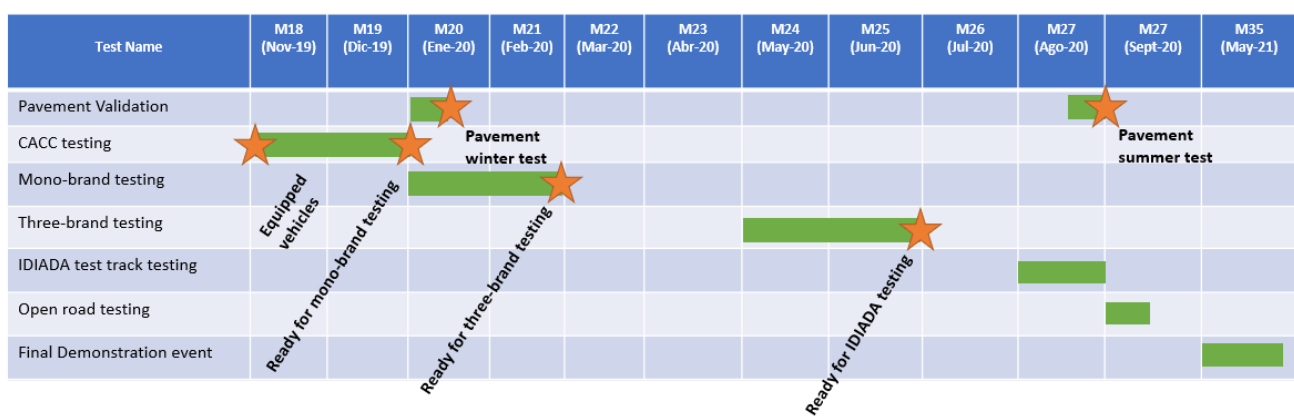 Test Name
M18
(Nov-19)
M19
(Dic-19)
M20
(Ene-20)
M21
(Feb-20)
M22
(Mar-20)
M23
(Abr-20)
M24
(May-20)
M25
(Jun-20)
M26
(Jul-20)
M27
(Ago-20)
M27
(Sept-20)
M35
(May-21)
Pavement Validation
CACC testing
Pavement
winter test
Pavement
summer test
Mono-brand testing
Equipped
vehicles
Ready for mono-brand testing
Ready for three-brand testing
Three-brand testing
Ready for IDIADA testing
IDIADA test track testing
Open road testing
Final Demonstration event